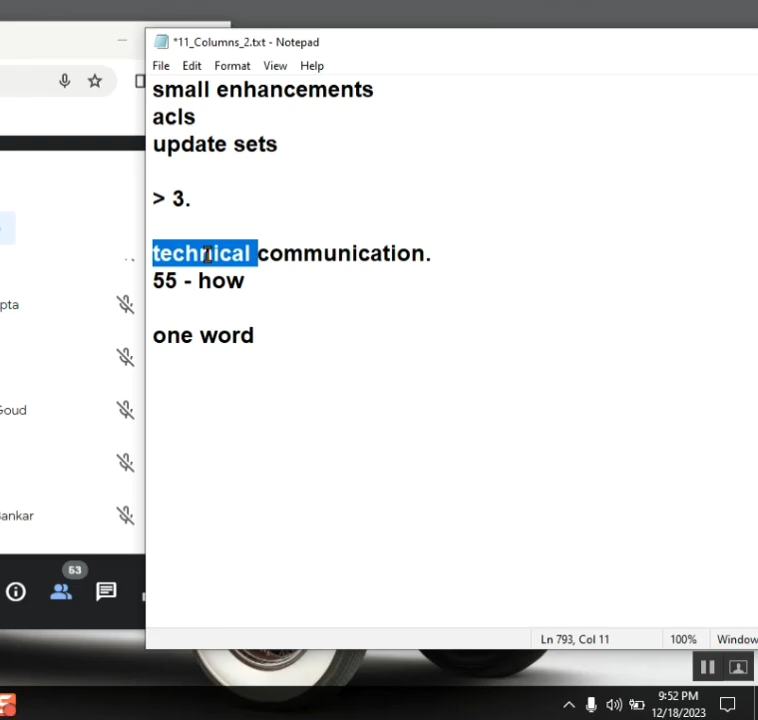 *11_Columns_2.txt - Notepad
File Edit Format View Help
small enhancements
acls
update sets
> 3.
technical communication.
55 - how
one word
pta
Goud
ankar
53
Ln 793, Col 11 100% Window
9:52 PM
12/18/2023